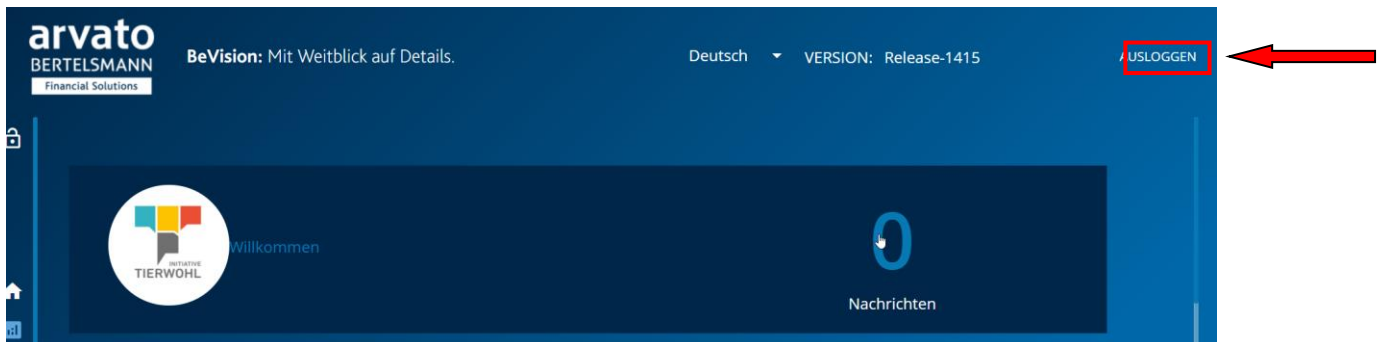 arvato
BERTELSMANN
Financial Solutions
BeVision: Mit Weitblick auf Details.
Deutsch
VERSION: Release-1415
AUSLOGGEN
INITIATIVE
TIERWOHL
Willkommen
0
Nachrichten